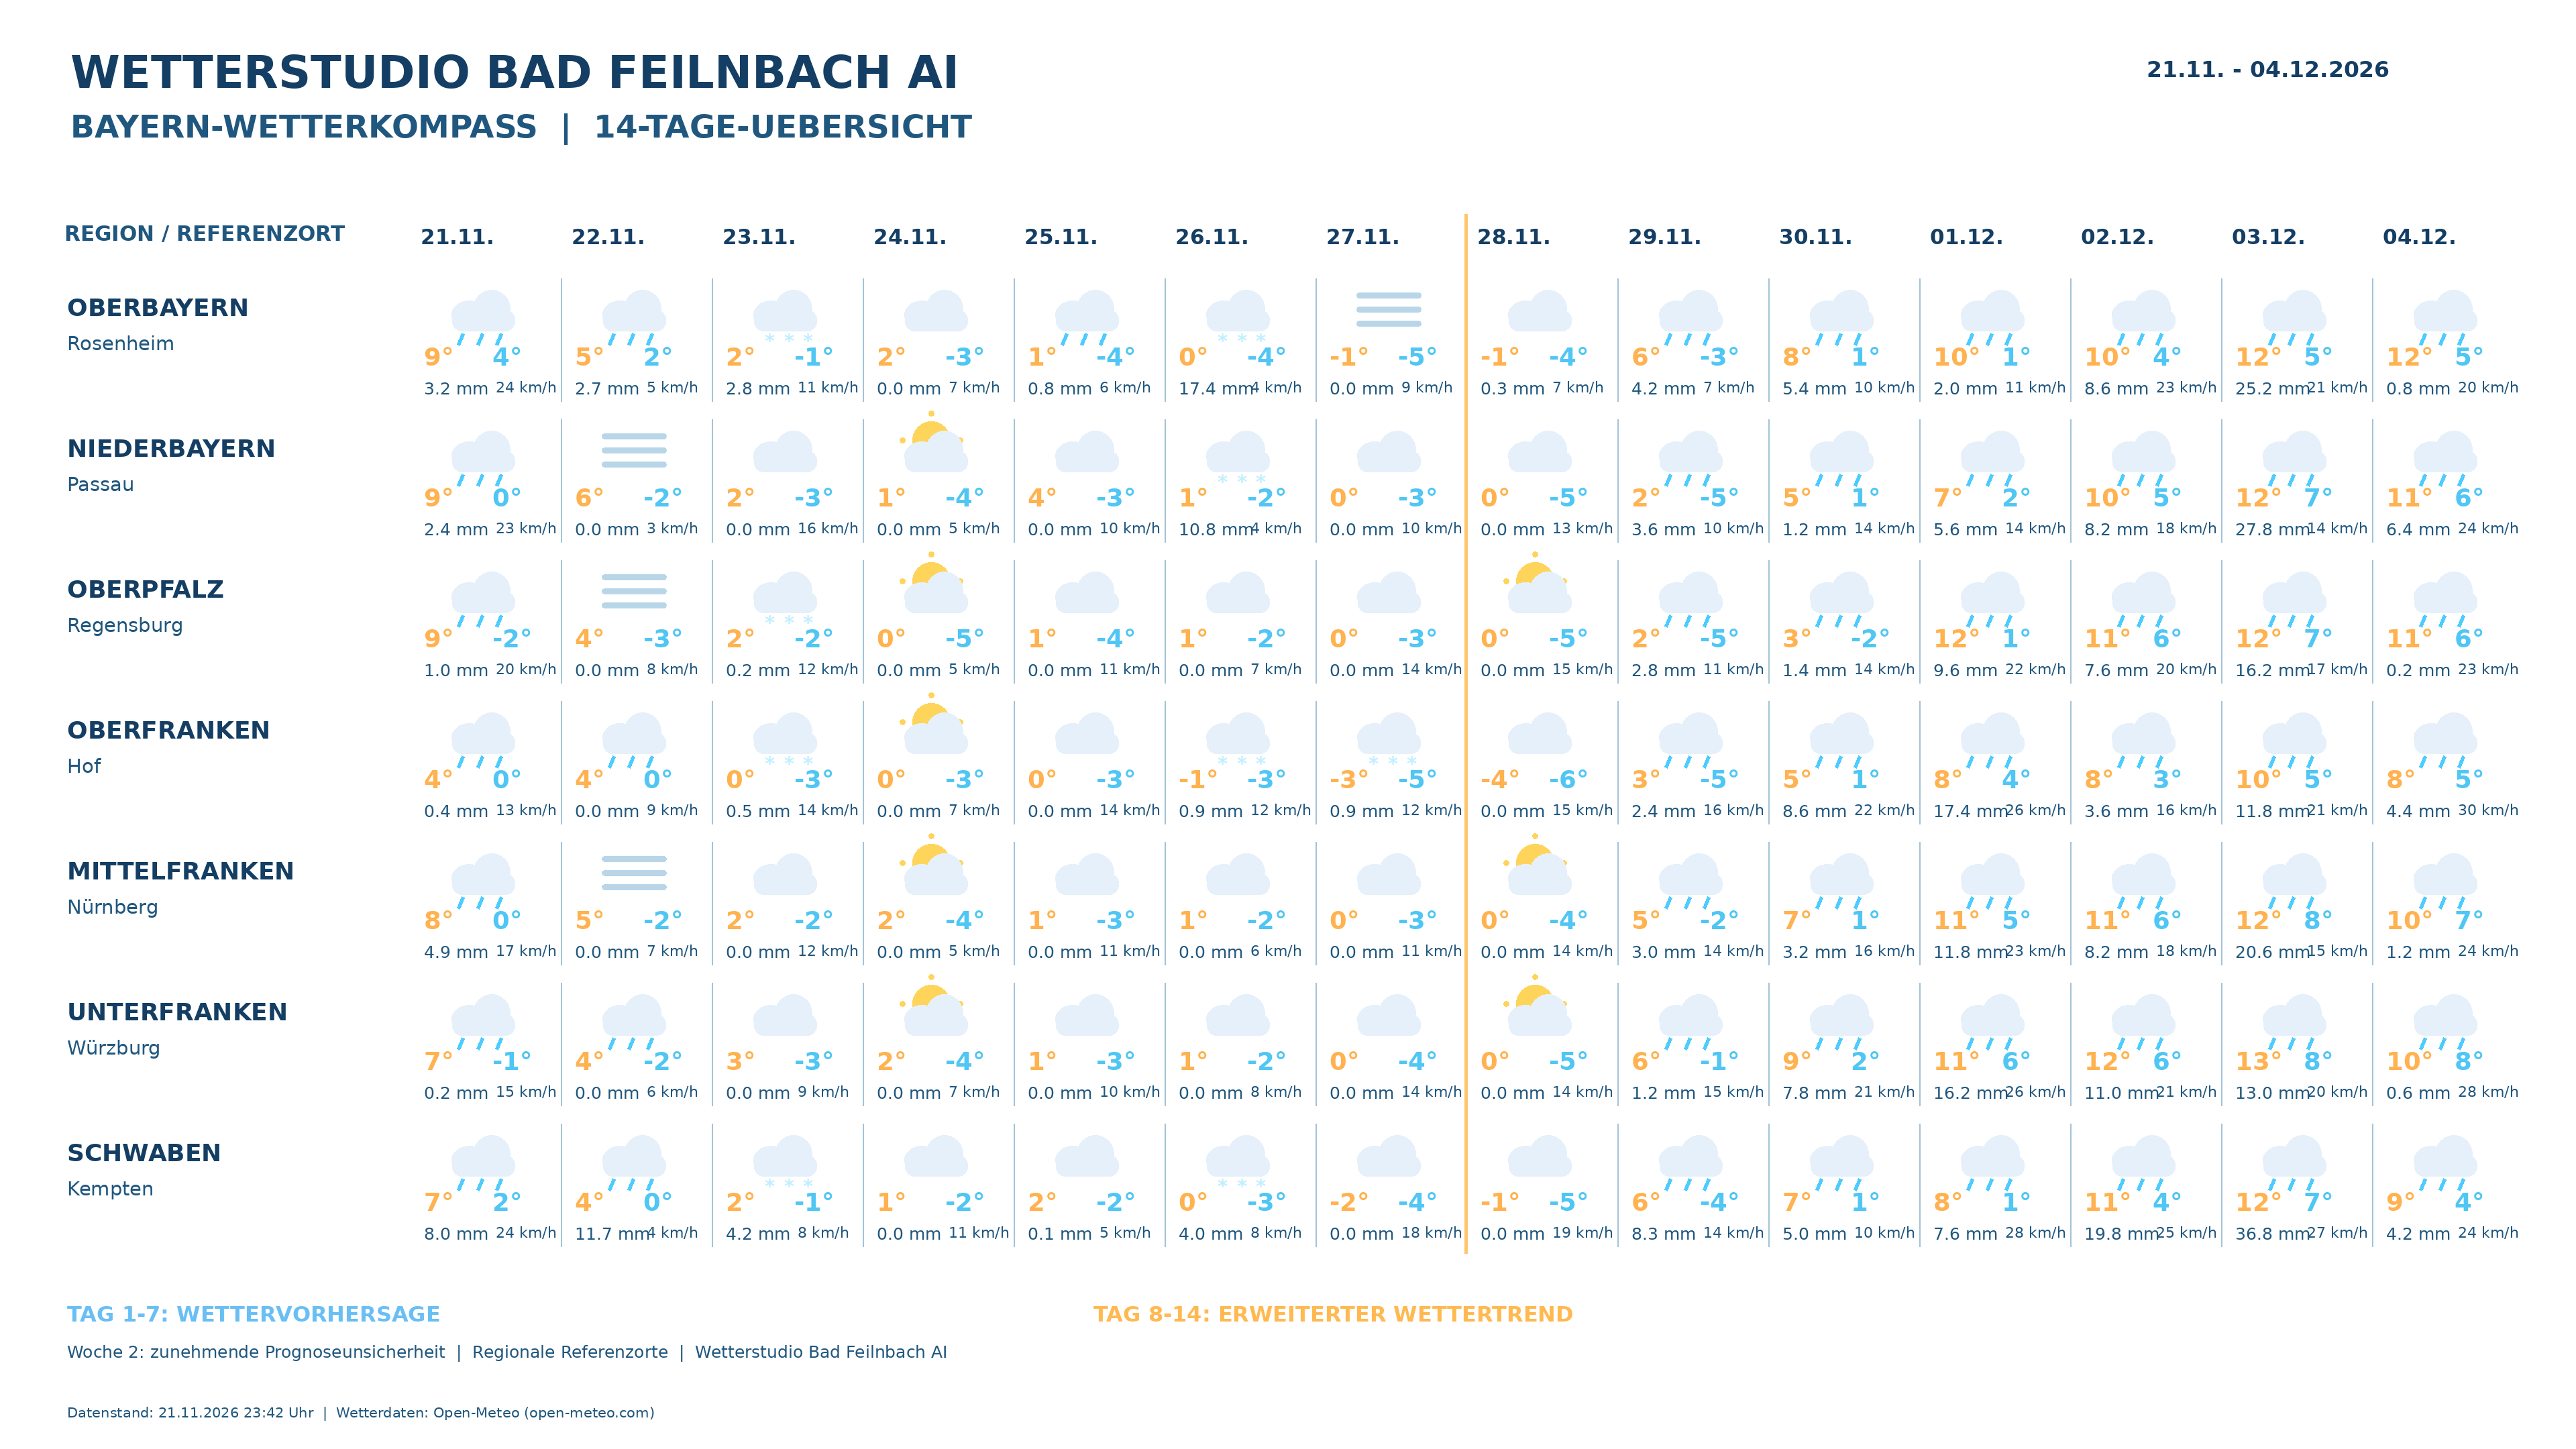 WETTERSTUDIO BAD FEILNBACH AI
21.11. - 04.12.2026
BAYERN-WETTERKOMPASS | 14-TAGE-UEBERSICHT
REGION / REFERENZORT 21.11. 22.11. 23.11. 24.11. 25.11. 26.11. 27.11. 28.11. 29.11. 30.11. 01.12. 02.12. 03.12. 04.12.
OBERBAYERN
Rosenheim
9° 4° 5° 2° 2° -1° 2° -3° 1° -4° 0° -4° -1° -5° -1° -4° 6° -3° 8° 1° 10° 1° 10° 4° 12° 5° 12° 5°
3.2 mm 24 km/h 2.7 mm 5 km/h 2.8 mm 11 km/h 0.0 mm 7 km/h 0.8 mm 6 km/h 17.4 mm 4 km/h 0.0 mm 9 km/h 0.3 mm 7 km/h 4.2 mm 7 km/h 5.4 mm 10 km/h 2.0 mm 11 km/h 8.6 mm 23 km/h 25.2 mm 21 km/h 0.8 mm 20 km/h
NIEDERBAYERN
Passau
9° 0° 6° -2° 2° -3° 1° -4° 4° -3° 1° -2° 0° -3° 0° -5° 2° -5° 5° 1° 7° 2° 10° 5° 12° 7° 11° 6°
2.4 mm 23 km/h 0.0 mm 3 km/h 0.0 mm 16 km/h 0.0 mm 5 km/h 0.0 mm 10 km/h 10.8 mm 4 km/h 0.0 mm 10 km/h 0.0 mm 13 km/h 3.6 mm 10 km/h 1.2 mm 14 km/h 5.6 mm 14 km/h 8.2 mm 18 km/h 27.8 mm 14 km/h 6.4 mm 24 km/h
OBERPFALZ
Regensburg
9° -2° 4° -3° 2° -2° 0° -5° 1° -4° 1° -2° 0° -3° 0° -5° 2° -5° 3° -2° 12° 1° 11° 6° 12° 7° 11° 6°
1.0 mm 20 km/h 0.0 mm 8 km/h 0.2 mm 12 km/h 0.0 mm 5 km/h 0.0 mm 11 km/h 0.0 mm 7 km/h 0.0 mm 14 km/h 0.0 mm 15 km/h 2.8 mm 11 km/h 1.4 mm 14 km/h 9.6 mm 22 km/h 7.6 mm 20 km/h 16.2 mm 17 km/h 0.2 mm 23 km/h
OBERFRANKEN
Hof
4° 0° 4° 0° 0° -3° 0° -3° 0° -3° -1° -3° -3° -5° -4° -6° 3° -5° 5° 1° 8° 4° 8° 3° 10° 5° 8° 5°
0.4 mm 13 km/h 0.0 mm 9 km/h 0.5 mm 14 km/h 0.0 mm 7 km/h 0.0 mm 14 km/h 0.9 mm 12 km/h 0.9 mm 12 km/h 0.0 mm 15 km/h 2.4 mm 16 km/h 8.6 mm 22 km/h 17.4 mm 26 km/h 3.6 mm 16 km/h 11.8 mm 21 km/h 4.4 mm 30 km/h
MITTELFRANKEN
Nürnberg
8° 0° 5° -2° 2° -2° 2° -4° 1° -3° 1° -2° 0° -3° 0° -4° 5° -2° 7° 1° 11° 5° 11° 6° 12° 8° 10° 7°
4.9 mm 17 km/h 0.0 mm 7 km/h 0.0 mm 12 km/h 0.0 mm 5 km/h 0.0 mm 11 km/h 0.0 mm 6 km/h 0.0 mm 11 km/h 0.0 mm 14 km/h 3.0 mm 14 km/h 3.2 mm 16 km/h 11.8 mm 23 km/h 8.2 mm 18 km/h 20.6 mm 15 km/h 1.2 mm 24 km/h
UNTERFRANKEN
Würzburg
7° -1° 4° -2° 3° -3° 2° -4° 1° -3° 1° -2° 0° -4° 0° -5° 6° -1° 9° 2° 11° 6° 12° 6° 13° 8° 10° 8°
0.2 mm 15 km/h 0.0 mm 6 km/h 0.0 mm 9 km/h 0.0 mm 7 km/h 0.0 mm 10 km/h 0.0 mm 8 km/h 0.0 mm 14 km/h 0.0 mm 14 km/h 1.2 mm 15 km/h 7.8 mm 21 km/h 16.2 mm 26 km/h 11.0 mm 21 km/h 13.0 mm 20 km/h 0.6 mm 28 km/h
SCHWABEN
Kempten
7° 2° 4° 0° 2° -1° 1° -2° 2° -2° 0° -3° -2° -4° -1° -5° 6° -4° 7° 1° 8° 1° 11° 4° 12° 7° 9° 4°
8.0 mm 24 km/h 11.7 mm 4 km/h 4.2 mm 8 km/h 0.0 mm 11 km/h 0.1 mm 5 km/h 4.0 mm 8 km/h 0.0 mm 18 km/h 0.0 mm 19 km/h 8.3 mm 14 km/h 5.0 mm 10 km/h 7.6 mm 28 km/h 19.8 mm 25 km/h 36.8 mm 27 km/h 4.2 mm 24 km/h
TAG 1-7: WETTERVORHERSAGE
TAG 8-14: ERWEITERTER WETTERTREND
Woche 2: zunehmende Prognoseunsicherheit | Regionale Referenzorte | Wetterstudio Bad Feilnbach AI
Datenstand: 21.11.2026 23:42 Uhr | Wetterdaten: Open-Meteo (open-meteo.com)